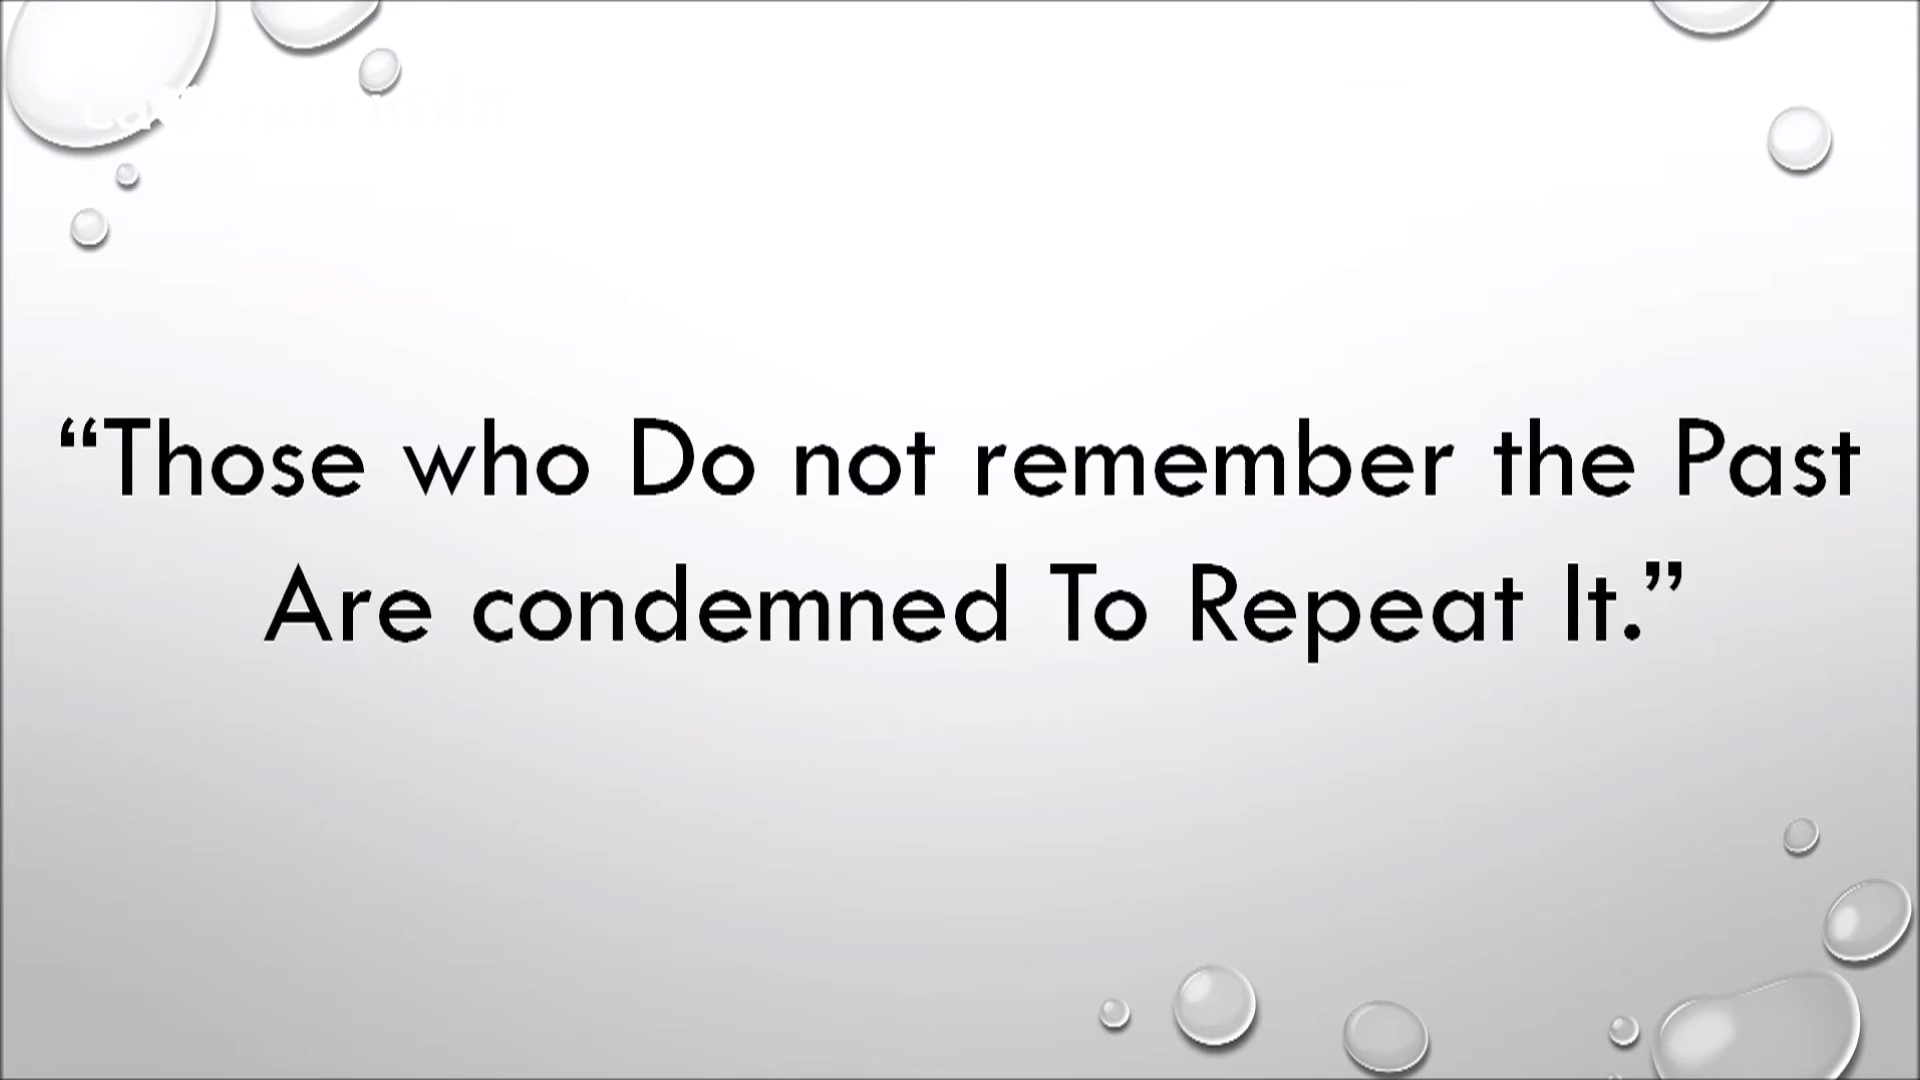 “Those who Do not remember the Past
Are condemned To Repeat It.”